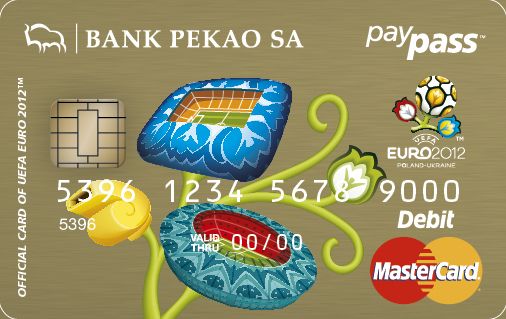 BANK PEKAO SA
paypass™
OFFICIAL CARD OF UEFA EURO 2012™
UEFA™
EURO2012
POLAND-UKRAINE
5396 1234 5678 9000
5396
Debit
VALID THRU 00/00
MasterCard